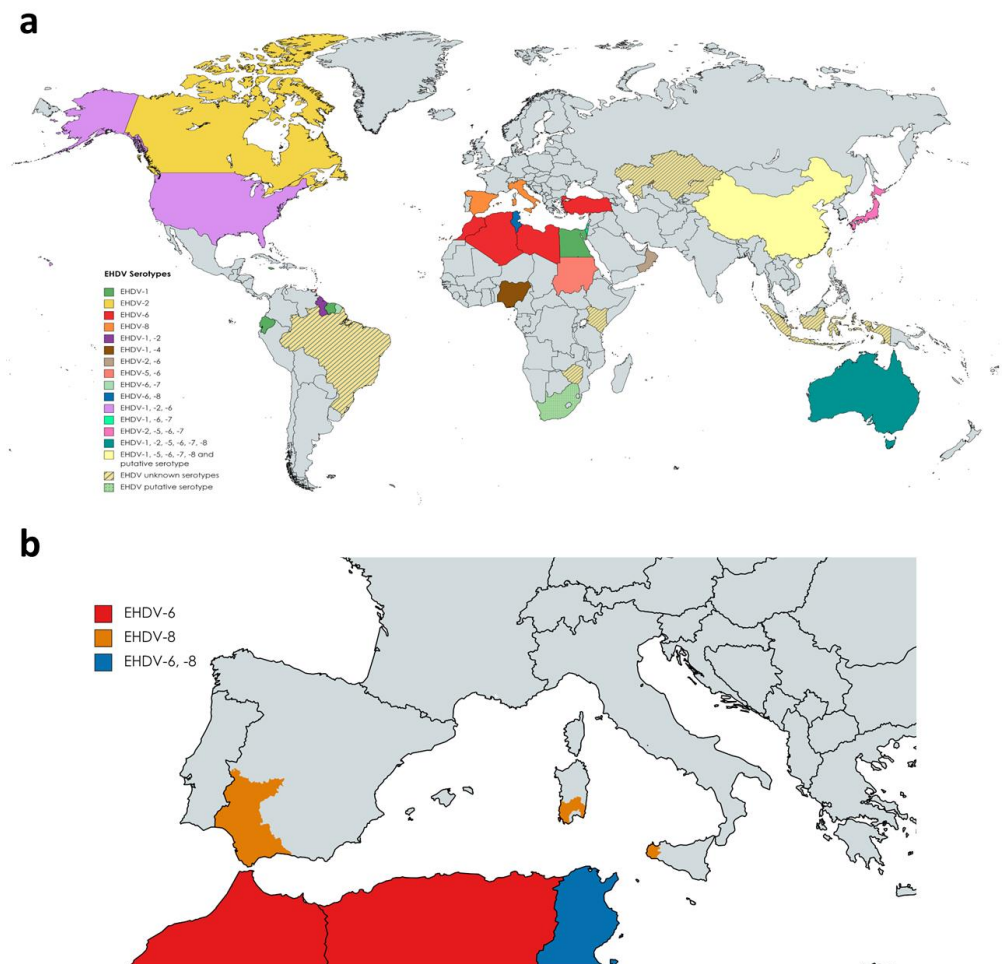 a
EHDV Serotypes
EHDV-1
EHDV-2
EHDV-6
EHDV-8
EHDV-1, -2
EHDV-1, -4
EHDV-2, -6
EHDV-5, -6
EHDV-6, -7
EHDV-6, -8
EHDV-1, -2, -6
EHDV-1, -6, -7
EHDV-2, -5, -6, -7
EHDV-1, -2, -5, -6, -7, -8
EHDV-1, -5, -6, -7, -8 and
putative serotype
EHDV unknown serotypes
EHDV putative serotype
b
EHDV-6
EHDV-8
EHDV-6, -8